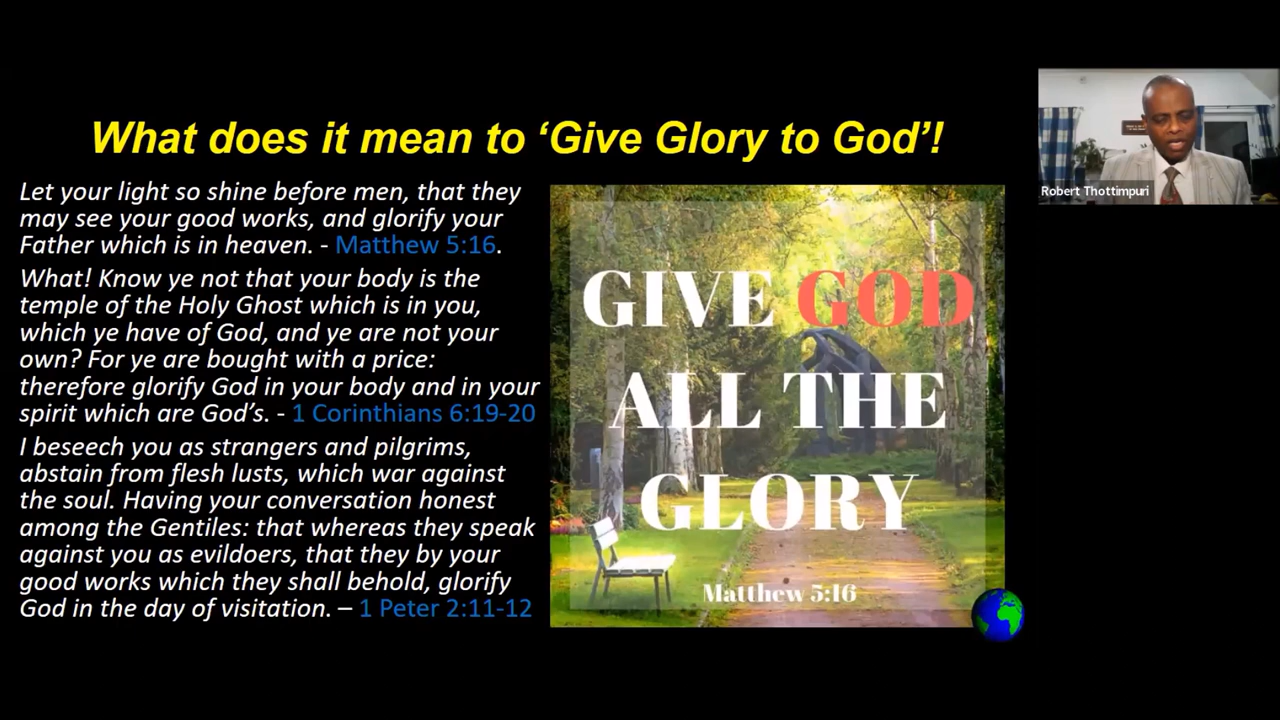 What does it mean to ‘Give Glory to God’!
Let your light so shine before men, that they
may see your good works, and glorify your
Father which is in heaven. - Matthew 5:16.
What! Know ye not that your body is the
temple of the Holy Ghost which is in you,
which ye have of God, and ye are not your
own? For ye are bought with a price:
therefore glorify God in your body and in your
spirit which are God’s. - 1 Corinthians 6:19-20
I beseech you as strangers and pilgrims,
abstain from flesh lusts, which war against
the soul. Having your conversation honest
among the Gentiles: that whereas they speak
against you as evildoers, that they by your
good works which they shall behold, glorify
God in the day of visitation. – 1 Peter 2:11-12
GIVE GOD
ALL THE
GLORY
Matthew 5:16
Robert Thottimpuri